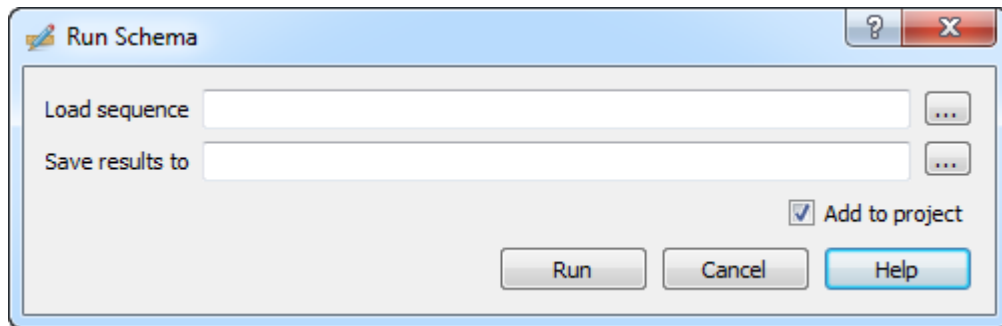 Run Schema
?
Load sequence
...
Save results to
...
Add to project
Run Cancel Help